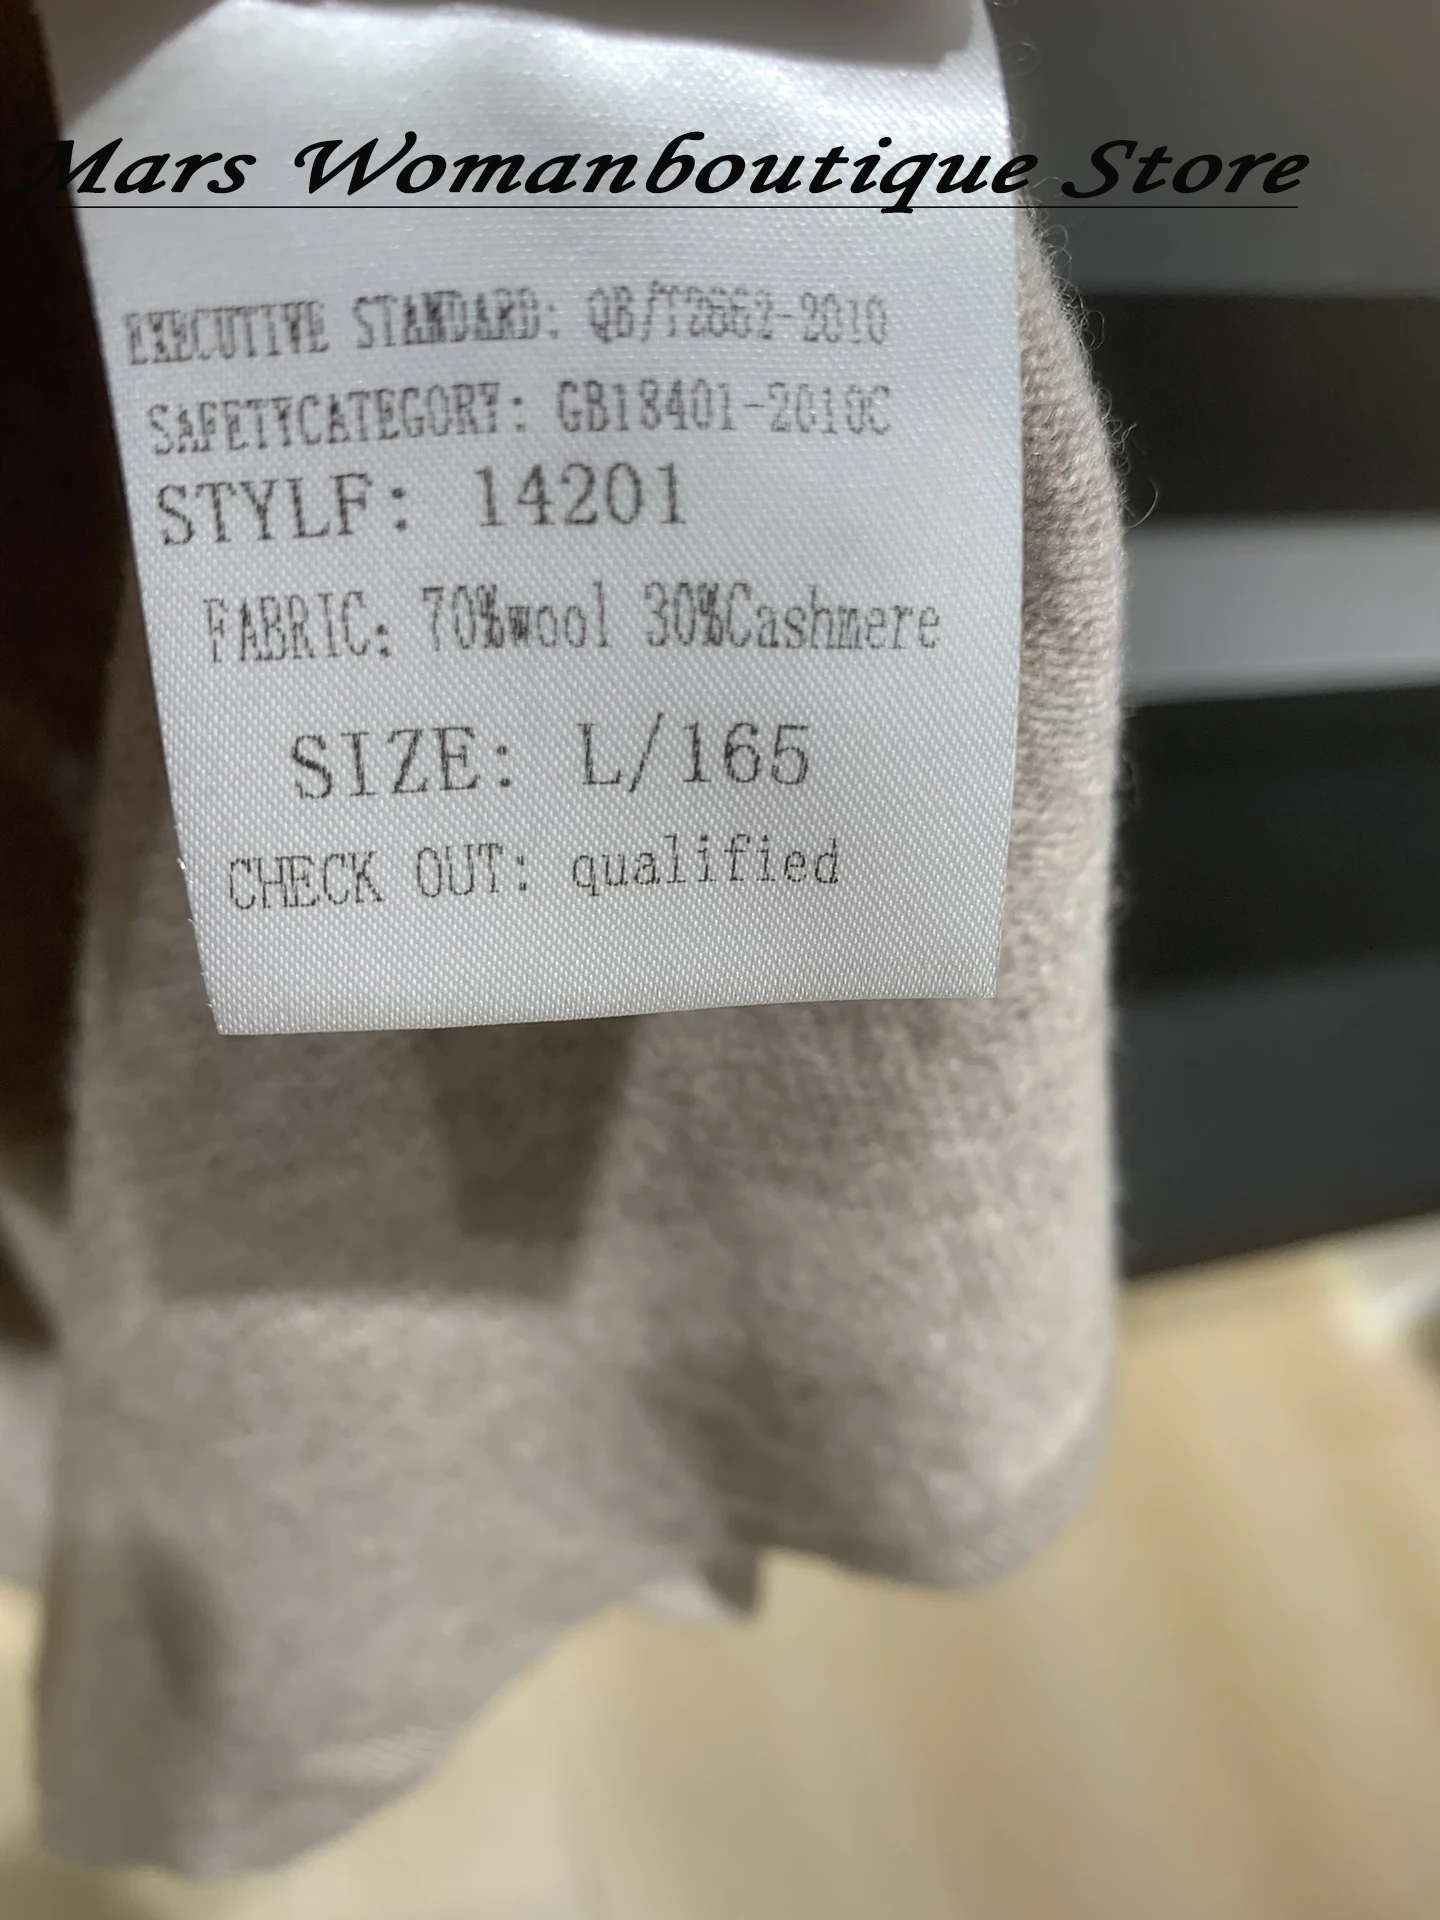 Mars Womanboutique Store
EXECUTIVE STANDARD: QB/T2662-2010
SAFETYCATEGORY: GB18401-2010C
STYLF: 14201
FABRIC: 70%wool 30%Cashmere
SIZE: L/165
CHECK OUT: qualified